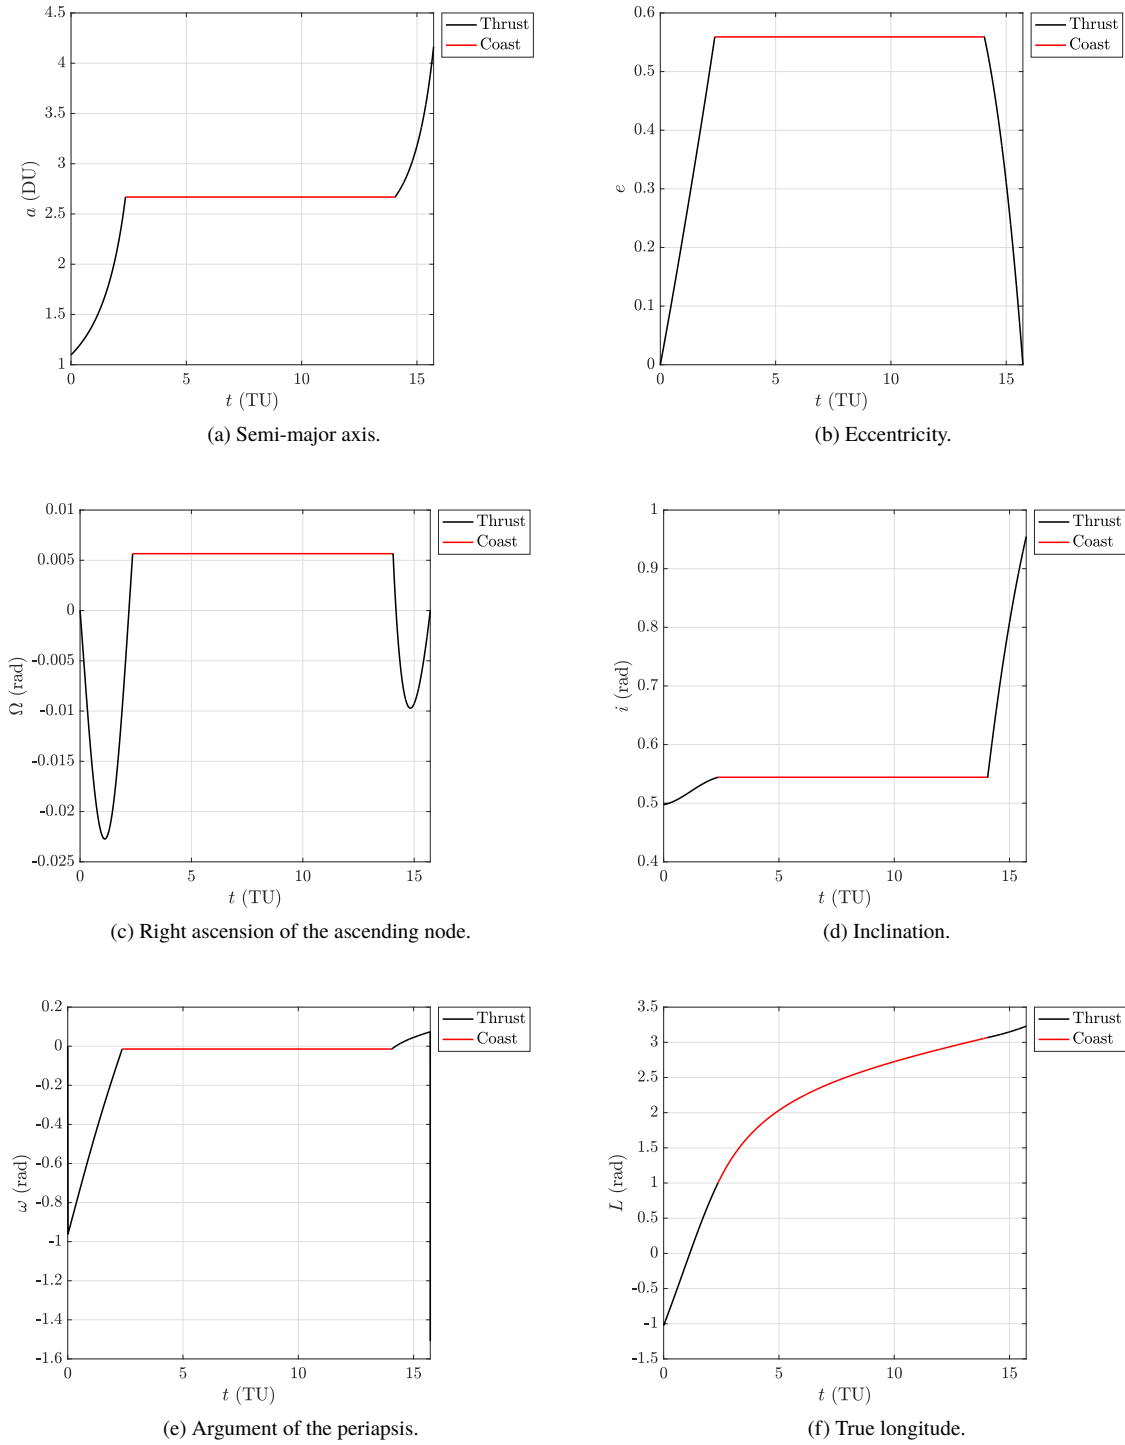 4.5
4
3.5
3
2.5
2
1.5
1
a (DU)
0
5
10
15
t (TU)
Thrust
Coast
(a) Semi-major axis.
0.6
0.5
0.4
0.3
0.2
0.1
0
e
0
5
10
15
t (TU)
Thrust
Coast
(b) Eccentricity.
0.01
0.005
0
-0.005
-0.01
-0.015
-0.02
-0.025
Ω (rad)
0
5
10
15
t (TU)
Thrust
Coast
(c) Right ascension of the ascending node.
1
0.9
0.8
0.7
0.6
0.5
0.4
i (rad)
0
5
10
15
t (TU)
Thrust
Coast
(d) Inclination.
0.2
0
-0.2
-0.4
-0.6
-0.8
-1
-1.2
-1.4
-1.6
ω (rad)
0
5
10
15
t (TU)
Thrust
Coast
(e) Argument of the periapsis.
3.5
3
2.5
2
1.5
1
0.5
0
-0.5
-1
-1.5
L (rad)
0
5
10
15
t (TU)
Thrust
Coast
(f) True longitude.